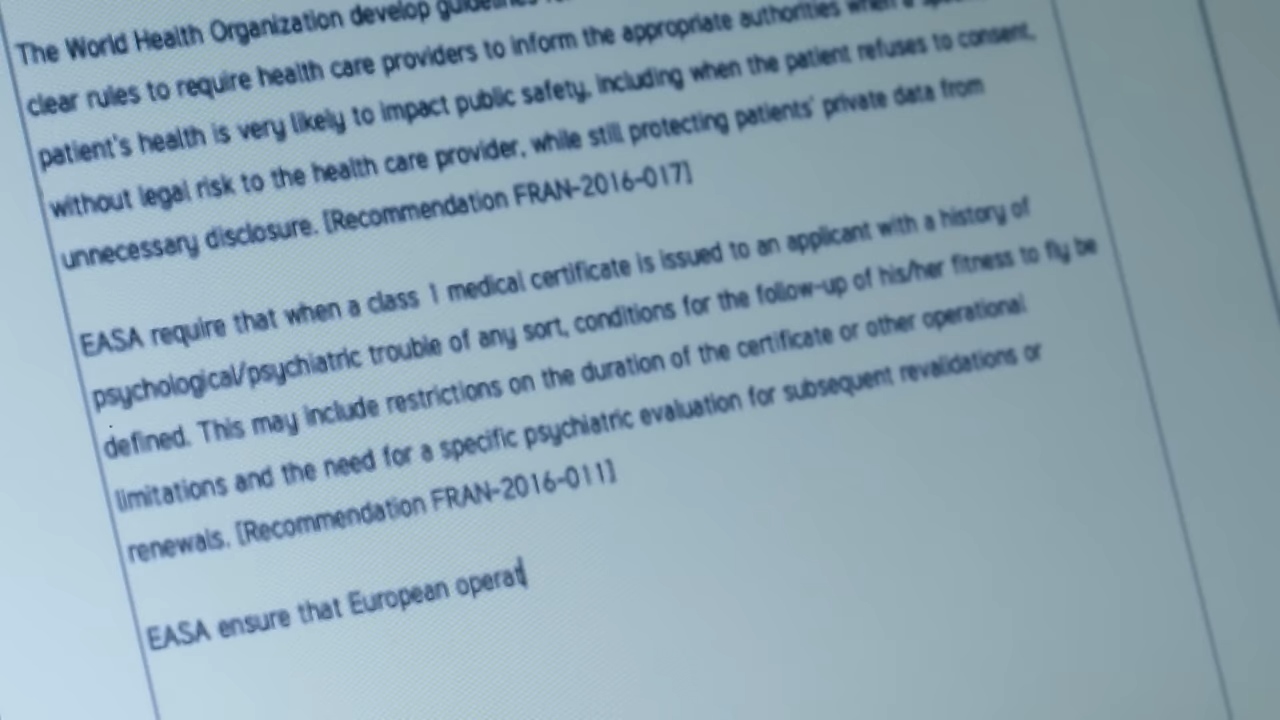 The World Health Organization develop guidelines
clear rules to require health care providers to inform the appropriate authorities when a
patient's health is very likely to impact public safety, including when the patient refuses to consent,
without legal risk to the health care provider, while still protecting patients' private data from
unnecessary disclosure. [Recommendation FRAN-2016-017]
EASA require that when a class 1 medical certificate is issued to an applicant with a history of
psychological/psychiatric trouble of any sort, conditions for the follow-up of his/her fitness to fly be
defined. This may include restrictions on the duration of the certificate or other operational
limitations and the need for a specific psychiatric evaluation for subsequent revalidations or
renewals. [Recommendation FRAN-2016-011]
EASA ensure that European operat